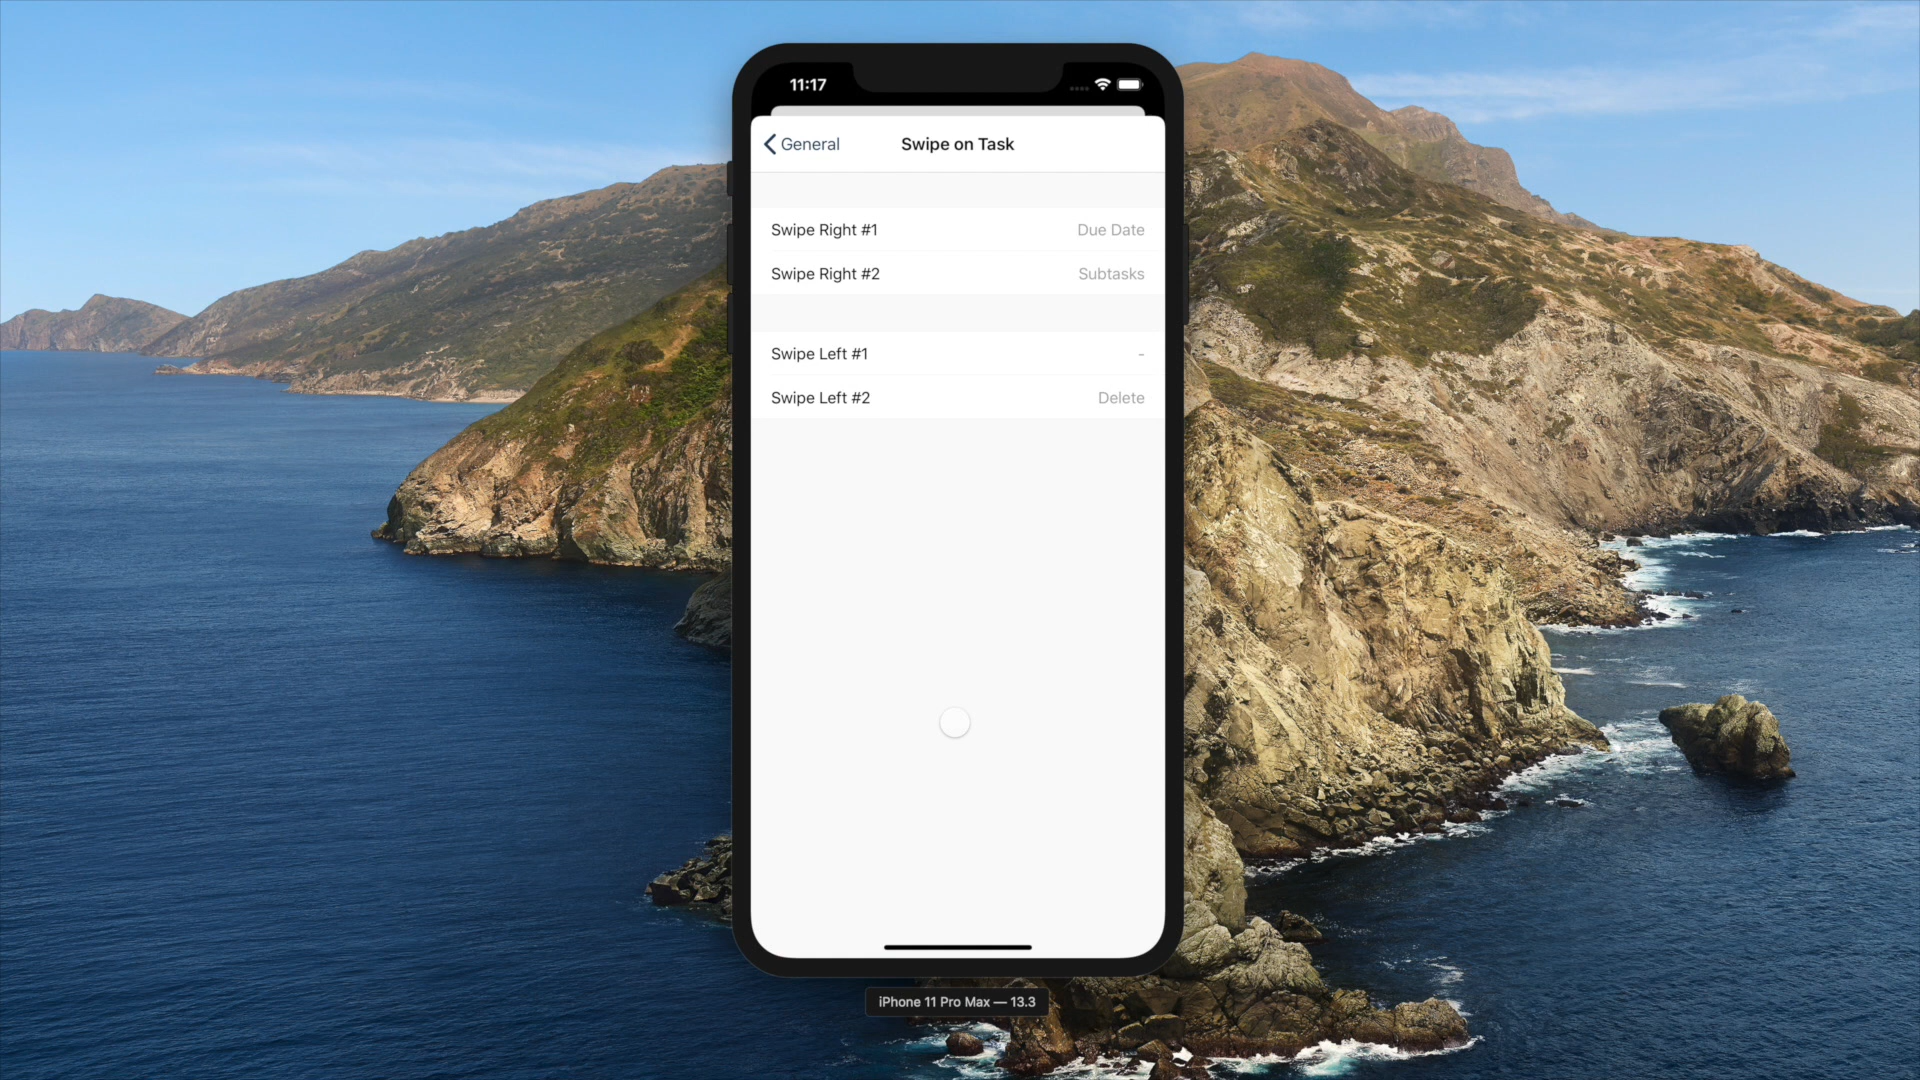 11:17
General
Swipe on Task
Swipe Right #1 Due Date
Swipe Right #2 Subtasks
Swipe Left #1 -
Swipe Left #2 Delete
iPhone 11 Pro Max — 13.3